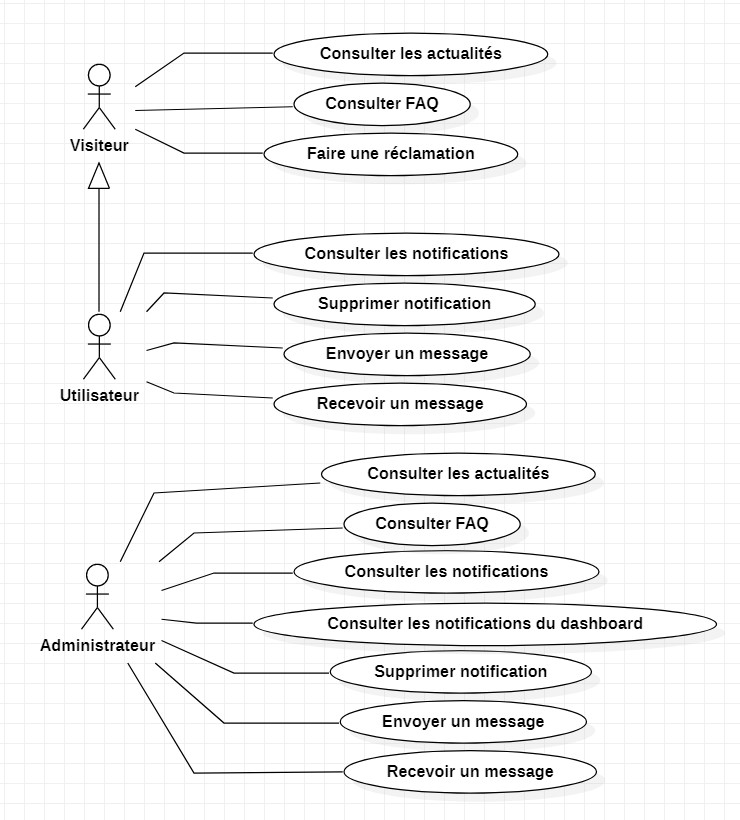 Consulter les actualités
Consulter FAQ
Visiteur
Faire une réclamation
Consulter les notifications
Supprimer notification
Envoyer un message
Utilisateur
Recevoir un message
Consulter les actualités
Consulter FAQ
Consulter les notifications
Consulter les notifications du dashboard
Administrateur
Supprimer notification
Envoyer un message
Recevoir un message